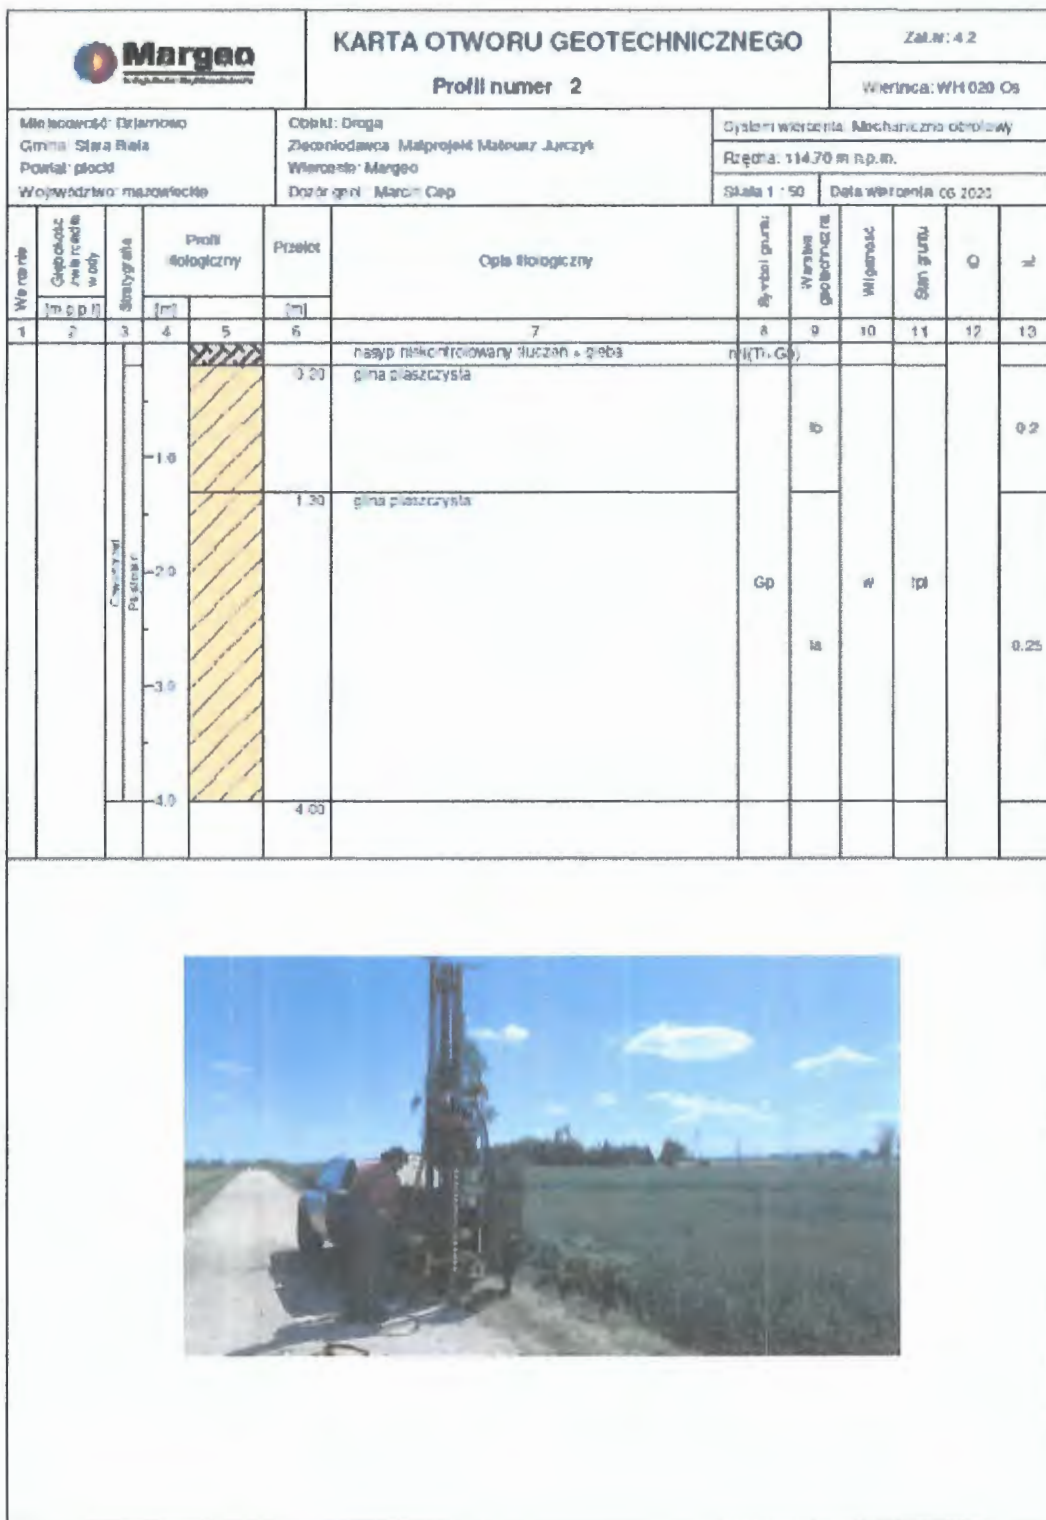 Margeo
KARTA OTWORU GEOTECHNICZNEGO
Profil numer 2
Zał.nr: 4.2
Wiertnica: WH 020 Os
Miejscowość:
Gmina: Stara Biała
Powiat: płocki
Województwo: mazowieckie
Obiekt: Droga
Zleceniodawca: Matprojekt Mateusz Jurczyk
Wiercenie: Margeo
Dozór geol.: Marcin Cep
System wiercenia: Mechaniczno obrotowy
Rzędna: 114.70 m n.p.m.
Skala 1 : 50
Data wiercenia: 06.2020
Wiercenie
Głębokość zwierciadła wody
[m p.p.t]
Stratygrafia
Profil litologiczny
[m]
Przelot
[m]
Opis litologiczny
Symbol gruntu
Warstwa geotechniczna
Wilgotność
Stan gruntu
IL
1 2 3 4 5 6 7 8 9 10 11 12 13
nasyp niekontrolowany tłuczeń + gleba
0.20 glina piaszczysta
Ib
0.2
1.0
1.30 glina piaszczysta
Czwartorzęd
Plejstocen
2.0
Gp
w
tpl
Ia
0.25
3.0
4.0
4.00